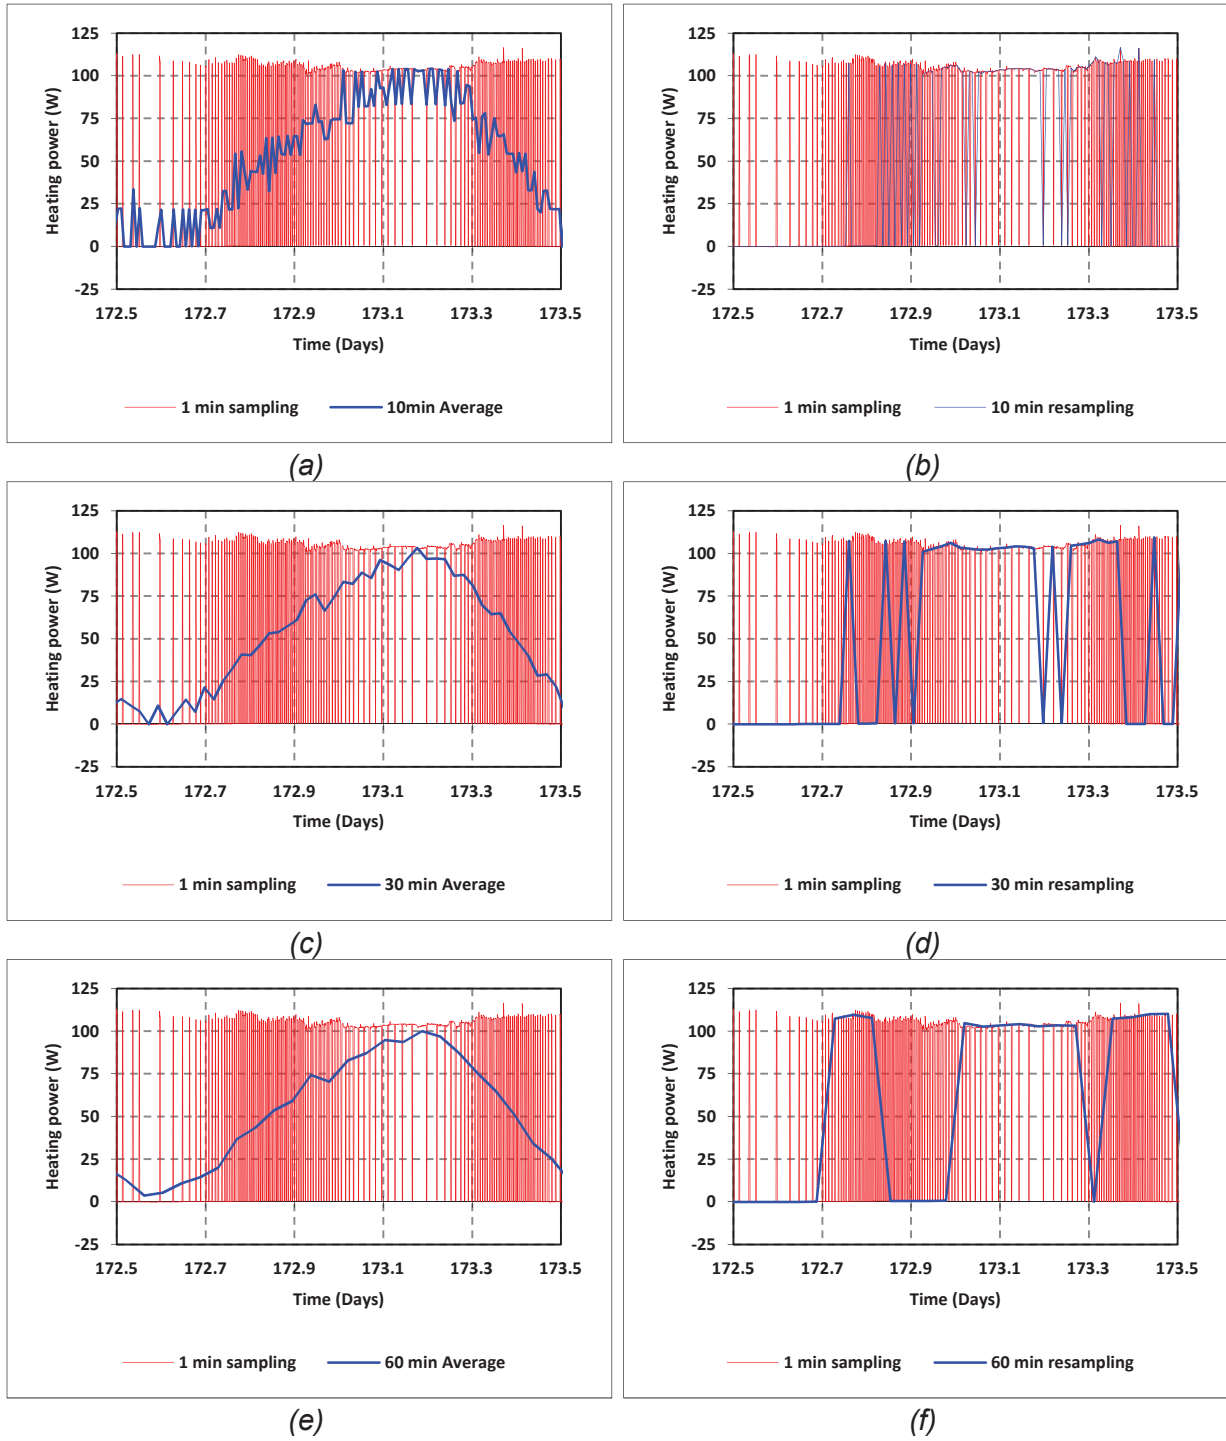 125
100
75
50
25
0
-25
Heating power (W)
172.5 172.7 172.9 173.1 173.3 173.5
Time (Days)
1 min sampling 10min Average
(a)
125
100
75
50
25
0
-25
Heating power (W)
172.5 172.7 172.9 173.1 173.3 173.5
Time (Days)
1 min sampling 10 min resampling
(b)
125
100
75
50
25
0
-25
Heating power (W)
172.5 172.7 172.9 173.1 173.3 173.5
Time (Days)
1 min sampling 30 min Average
(c)
125
100
75
50
25
0
-25
Heating power (W)
172.5 172.7 172.9 173.1 173.3 173.5
Time (Days)
1 min sampling 30 min resampling
(d)
125
100
75
50
25
0
-25
Heating power (W)
172.5 172.7 172.9 173.1 173.3 173.5
Time (Days)
1 min sampling 60 min Average
(e)
125
100
75
50
25
0
-25
Heating power (W)
172.5 172.7 172.9 173.1 173.3 173.5
Time (Days)
1 min sampling 60 min resampling
(f)